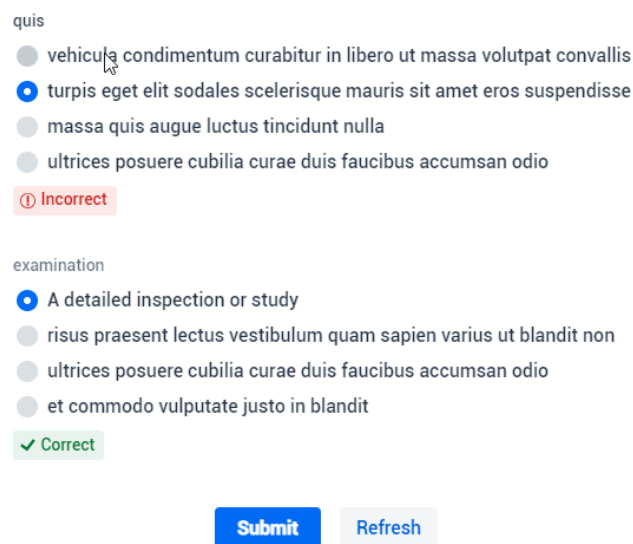 quis
vehicula condimentum curabitur in libero ut massa volutpat convallis
turpis eget elit sodales scelerisque mauris sit amet eros suspendisse
massa quis augue luctus tincidunt nulla
ultrices posuere cubilia curae duis faucibus accumsan odio
Incorrect
examination
A detailed inspection or study
risus praesent lectus vestibulum quam sapien varius ut blandit non
ultrices posuere cubilia curae duis faucibus accumsan odio
et commodo vulputate justo in blandit
Correct
Submit Refresh